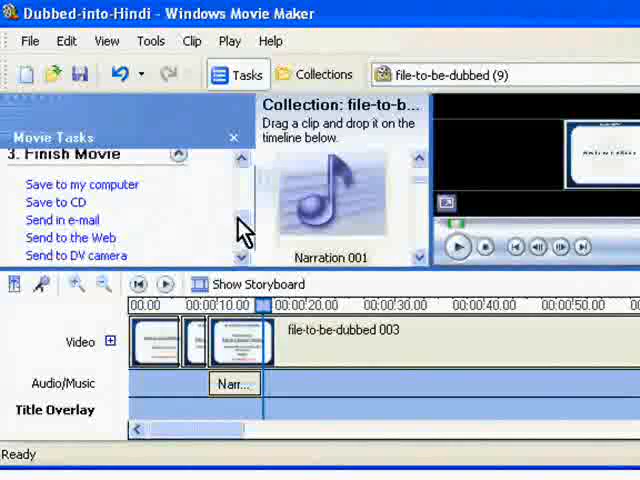 Dubbed-into-Hindi - Windows Movie Maker
File Edit View Tools Clip Play Help
Tasks Collections file-to-be-dubbed (9)
Movie Tasks
3. Finish Movie
Save to my computer
Save to CD
Send in e-mail
Send to the Web
Send to DV camera
Collection: file-to-b...
Drag a clip and drop it on the
timeline below.
Narration 001
Show Storyboard
00.00 00:00:10.00 00:00:20.00 00:00:30.00 00:00:40.00 00:00:50.00
Video
file-to-be-dubbed 003
Audio/Music
Narr...
Title Overlay
Ready